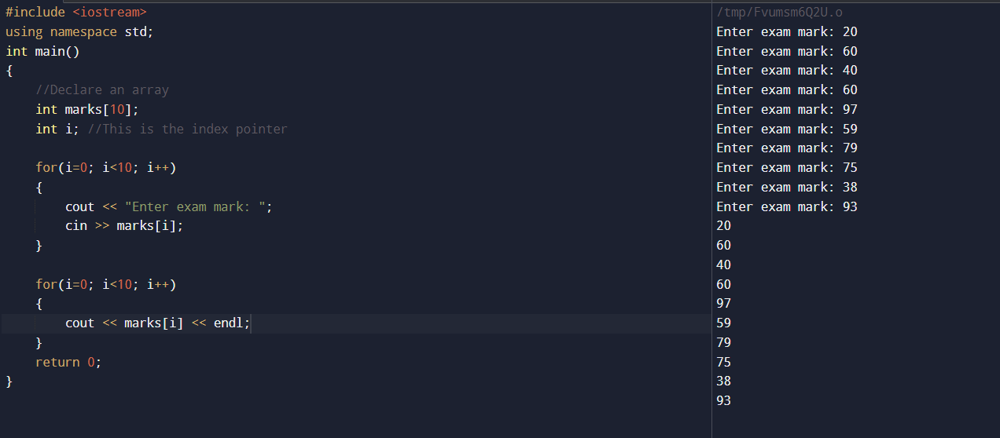 #include <iostream>
using namespace std;
int main()
{
    //Declare an array
    int marks[10];
    int i; //This is the index pointer

    for(i=0; i<10; i++)
    {
        cout << "Enter exam mark: ";
        cin >> marks[i];
    }

    for(i=0; i<10; i++)
    {
        cout << marks[i] << endl;
    }
    return 0;
}
/tmp/Fvumsm6Q2U.o
Enter exam mark: 20
Enter exam mark: 60
Enter exam mark: 40
Enter exam mark: 60
Enter exam mark: 97
Enter exam mark: 59
Enter exam mark: 79
Enter exam mark: 75
Enter exam mark: 38
Enter exam mark: 93
20
60
40
60
97
59
79
75
38
93